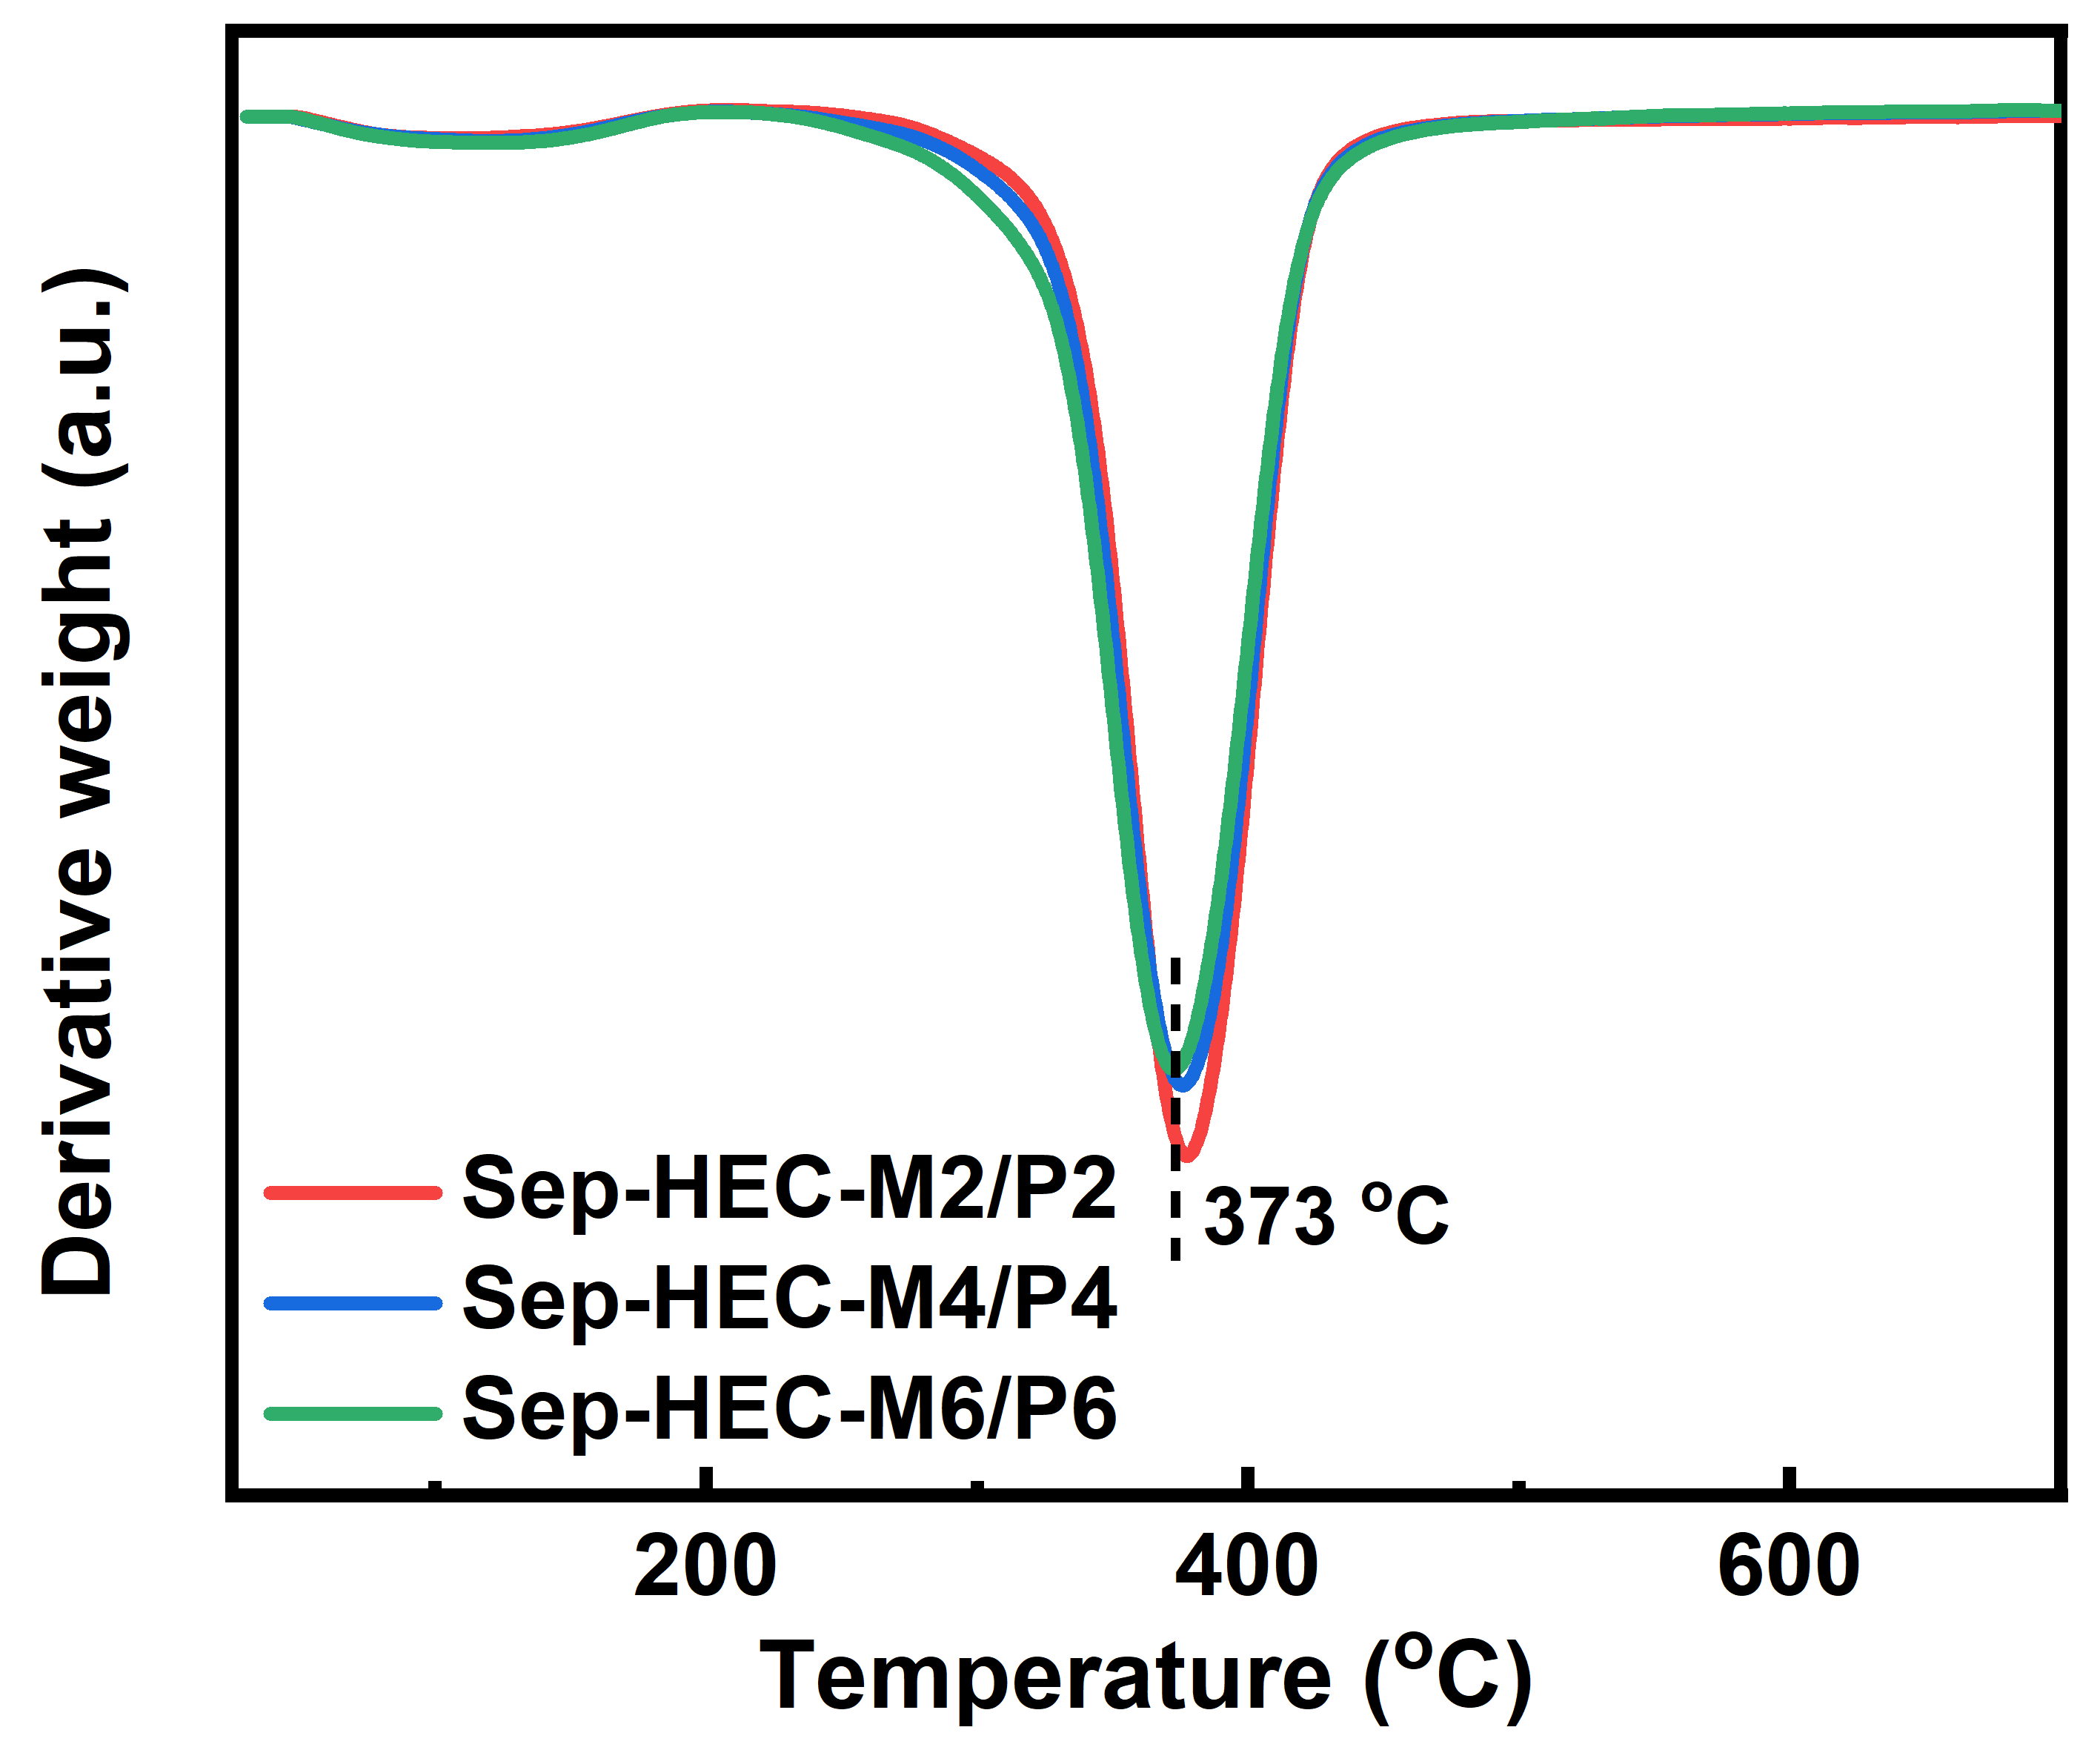 Derivative weight (a.u.)
Sep-HEC-M2/P2
373 °C
Sep-HEC-M4/P4
Sep-HEC-M6/P6
200 400 600
Temperature (°C)